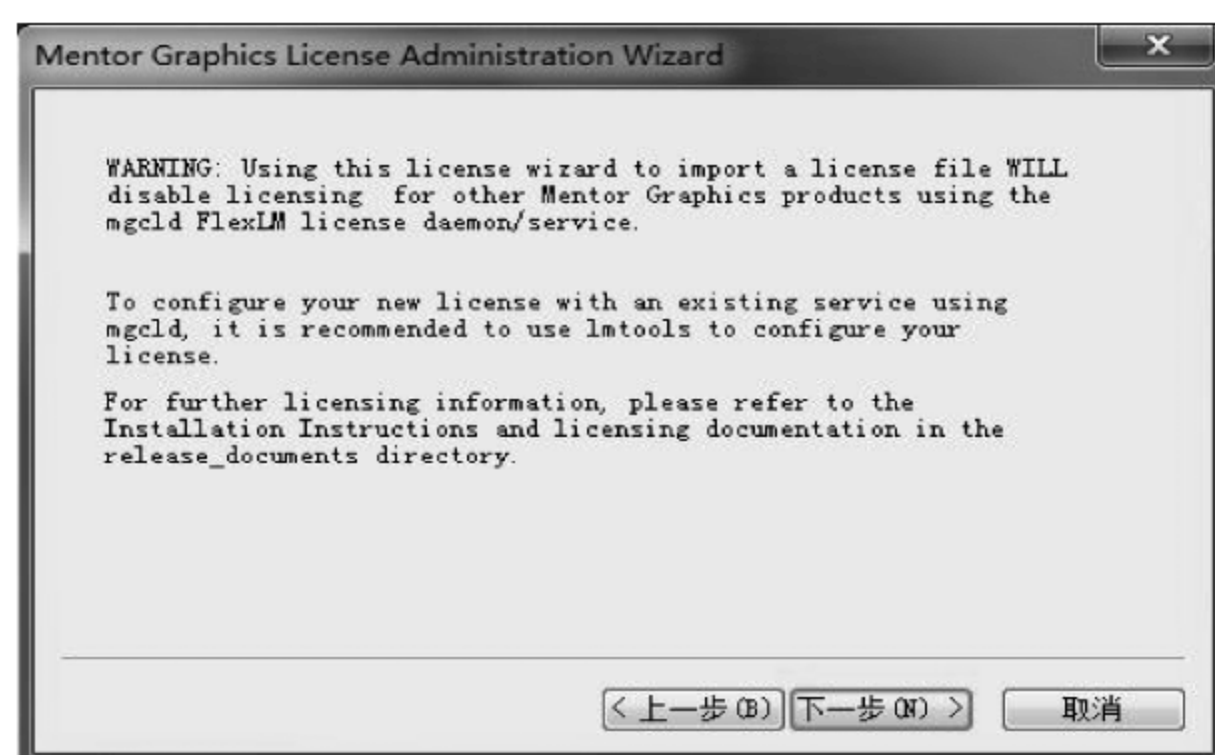 Mentor Graphics License Administration Wizard
WARNING: Using this license wizard to import a license file WILL
disable licensing  for other Mentor Graphics products using the
mgcld FlexLM license daemon/service.
To configure your new license with an existing service using
mgcld, it is recommended to use lmtools to configure your
license.
For further licensing information, please refer to the
Installation Instructions and licensing documentation in the
release_documents directory.
< 上一步(B) 下一步(N) > 取消